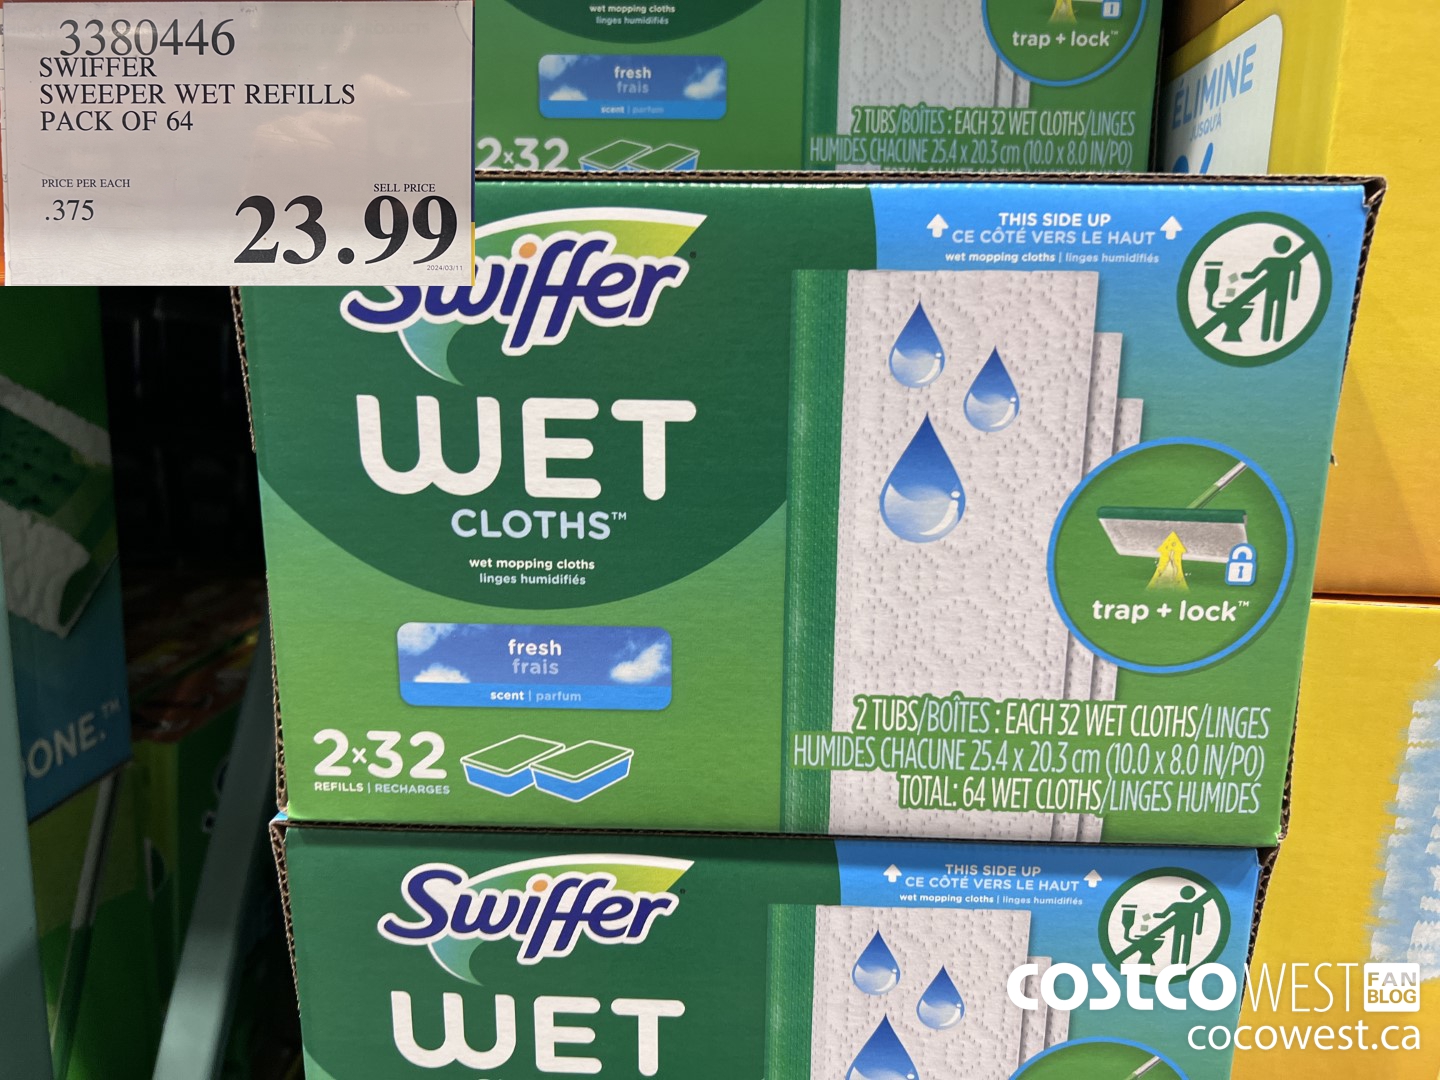 3380446
SWIFFER
SWEEPER WET REFILLS
PACK OF 64
PRICE PER EACH
.375
SELL PRICE
23.99
2024/03/11
wet mopping cloths
linges humidifiés
fresh
frais
scent | parfum
2x32
trap + lock™
2 TUBS/BOÎTES : EACH 32 WET CLOTHS/LINGES
HUMIDES CHACUNE 25.4 x 20.3 cm (10.0 x 8.0 IN/PO)
ÉLIMINE
JUSQU'À
Swiffer
WET
CLOTHS™
wet mopping cloths
linges humidifiés
fresh
frais
scent | parfum
2x32
REFILLS | RECHARGES
THIS SIDE UP
CE CÔTÉ VERS LE HAUT
wet mopping cloths | linges humidifiés
trap + lock™
2 TUBS/BOÎTES : EACH 32 WET CLOTHS/LINGES
HUMIDES CHACUNE 25.4 x 20.3 cm (10.0 x 8.0 IN/PO)
TOTAL: 64 WET CLOTHS/LINGES HUMIDES
DONE.™
Swiffer
WET
THIS SIDE UP
CE CÔTÉ VERS LE HAUT
wet mopping cloths | linges humidifiés
COSTCO WEST FAN BLOG
cocowest.ca